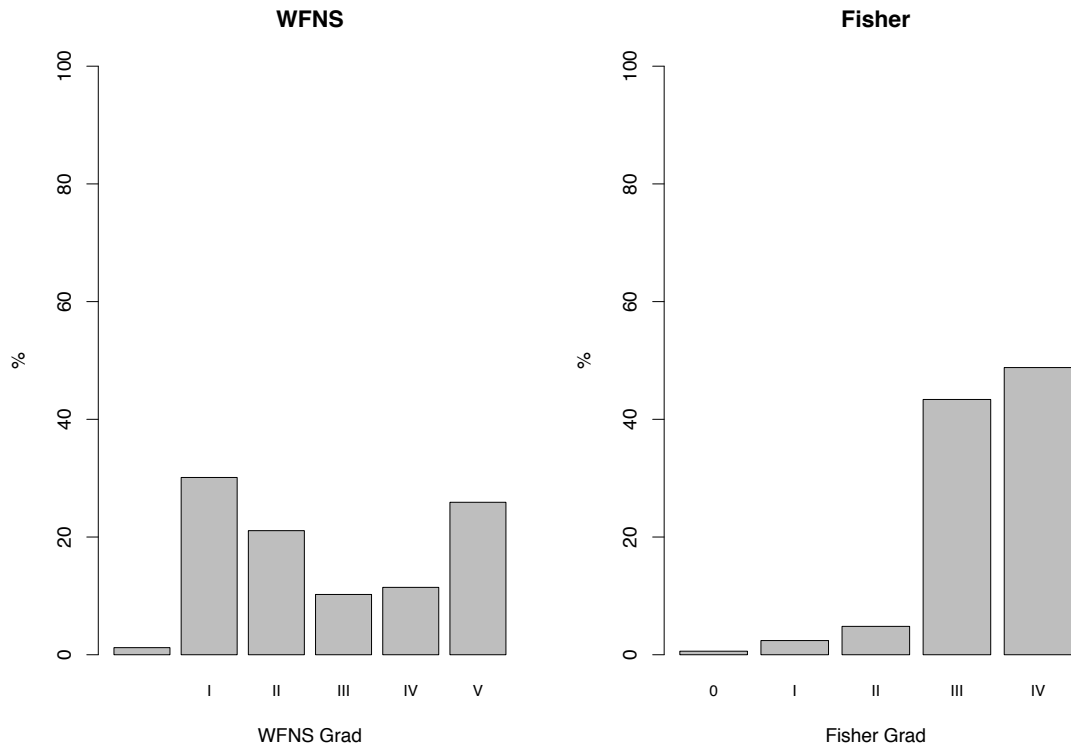 WFNS
%
100
80
60
40
20
0
I II III IV V
WFNS Grad
Fisher
%
100
80
60
40
20
0
0 I II III IV
Fisher Grad